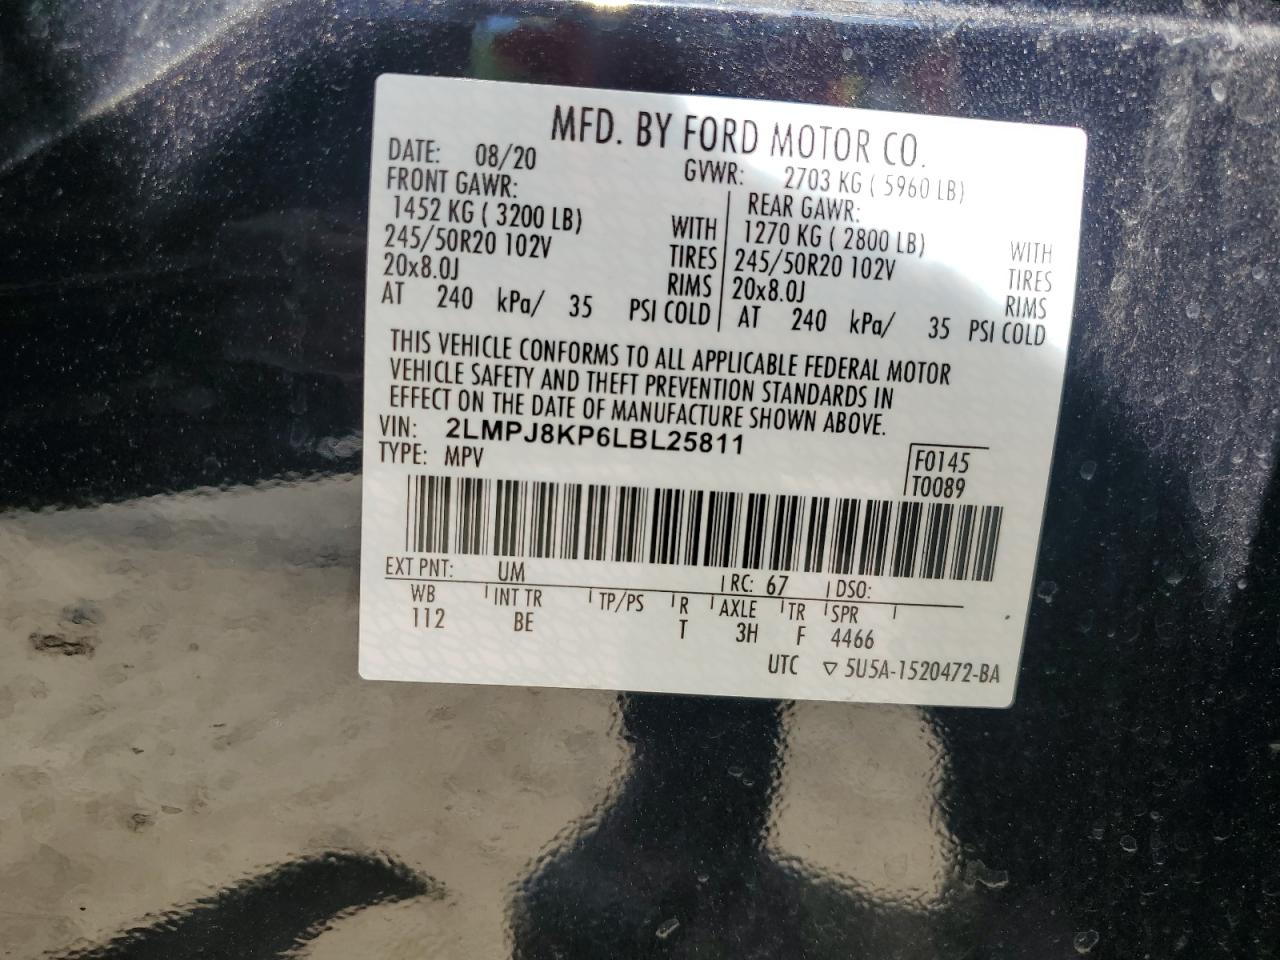 MFD. BY FORD MOTOR CO.
DATE: 08/20 GVWR: 2703 KG ( 5960 LB)
FRONT GAWR: REAR GAWR:
1452 KG ( 3200 LB) WITH 1270 KG ( 2800 LB) WITH
245/50R20 102V TIRES 245/50R20 102V TIRES
20x8.0J RIMS 20x8.0J RIMS
AT 240 kPa/ 35 PSI COLD AT 240 kPa/ 35 PSI COLD
THIS VEHICLE CONFORMS TO ALL APPLICABLE FEDERAL MOTOR
VEHICLE SAFETY AND THEFT PREVENTION STANDARDS IN
EFFECT ON THE DATE OF MANUFACTURE SHOWN ABOVE.
VIN: 2LMPJ8KP6LBL25811
TYPE: MPV F0145
T0089
EXT PNT: UM RC: 67 DSO:
WB INT TR TP/PS R AXLE TR SPR
112 BE T 3H F 4466
UTC ▽ 5U5A-1520472-BA